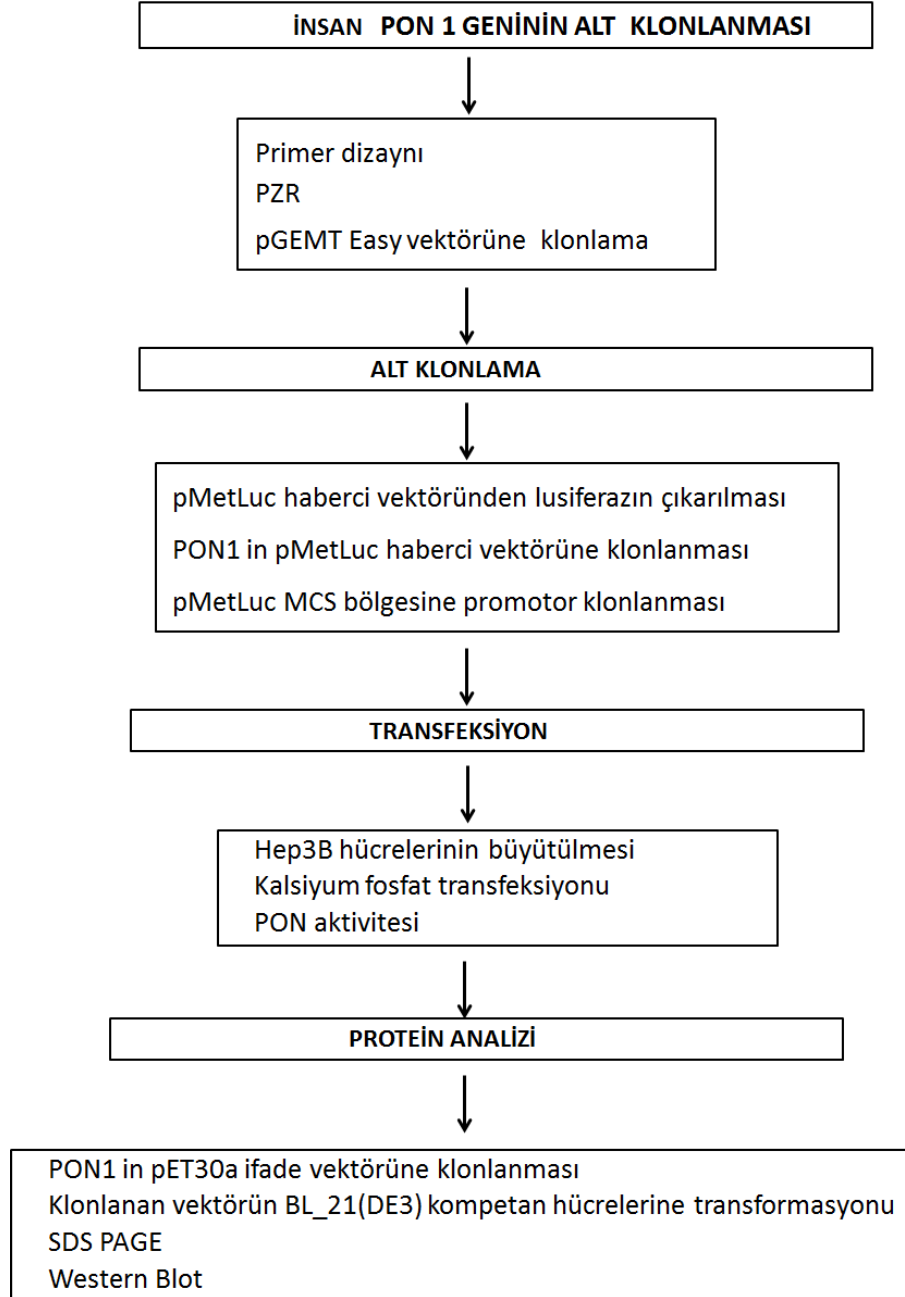 İNSAN PON 1 GENİNİN ALT KLONLANMASI
Primer dizaynı
PZR
pGEMT Easy vektörüne klonlama
ALT KLONLAMA
pMetLuc haberci vektöründen lusiferazın çıkarılması
PON1 in pMetLuc haberci vektörüne klonlanması
pMetLuc MCS bölgesine promotor klonlanması
TRANSFEKSİYON
Hep3B hücrelerinin büyütülmesi
Kalsiyum fosfat transfeksiyonu
PON aktivitesi
PROTEİN ANALİZİ
PON1 in pET30a ifade vektörüne klonlanması
Klonlanan vektörün BL_21(DE3) kompetan hücrelerine transformasyonu
SDS PAGE
Western Blot